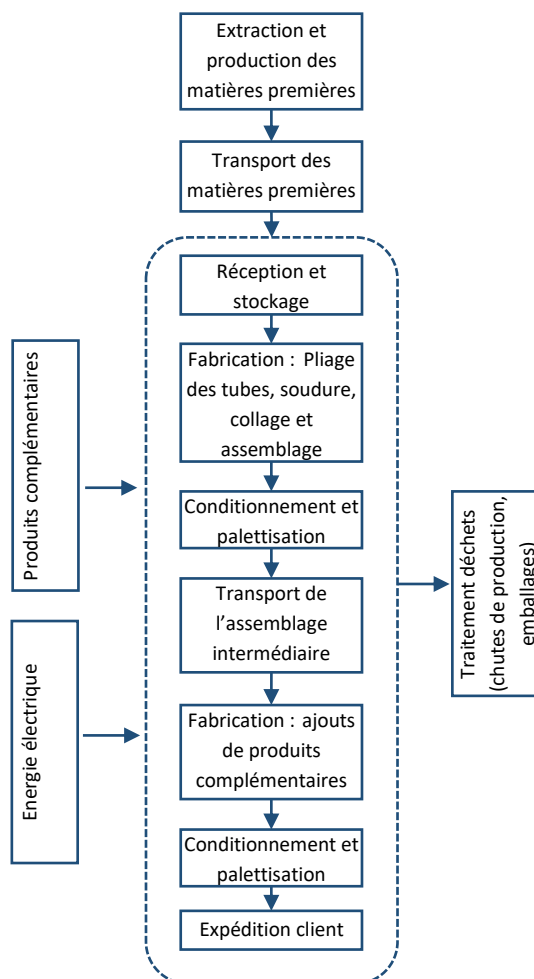 Extraction et
production des
matières premières
Transport des
matières premières
Réception et
stockage
Fabrication : Pliage
des tubes, soudure,
collage et
assemblage
Conditionnement et
palettisation
Transport de
l’assemblage
intermédiaire
Fabrication : ajouts
de produits
complémentaires
Conditionnement et
palettisation
Expédition client
Produits complémentaires
Energie électrique
Traitement déchets
(chutes de production,
emballages)